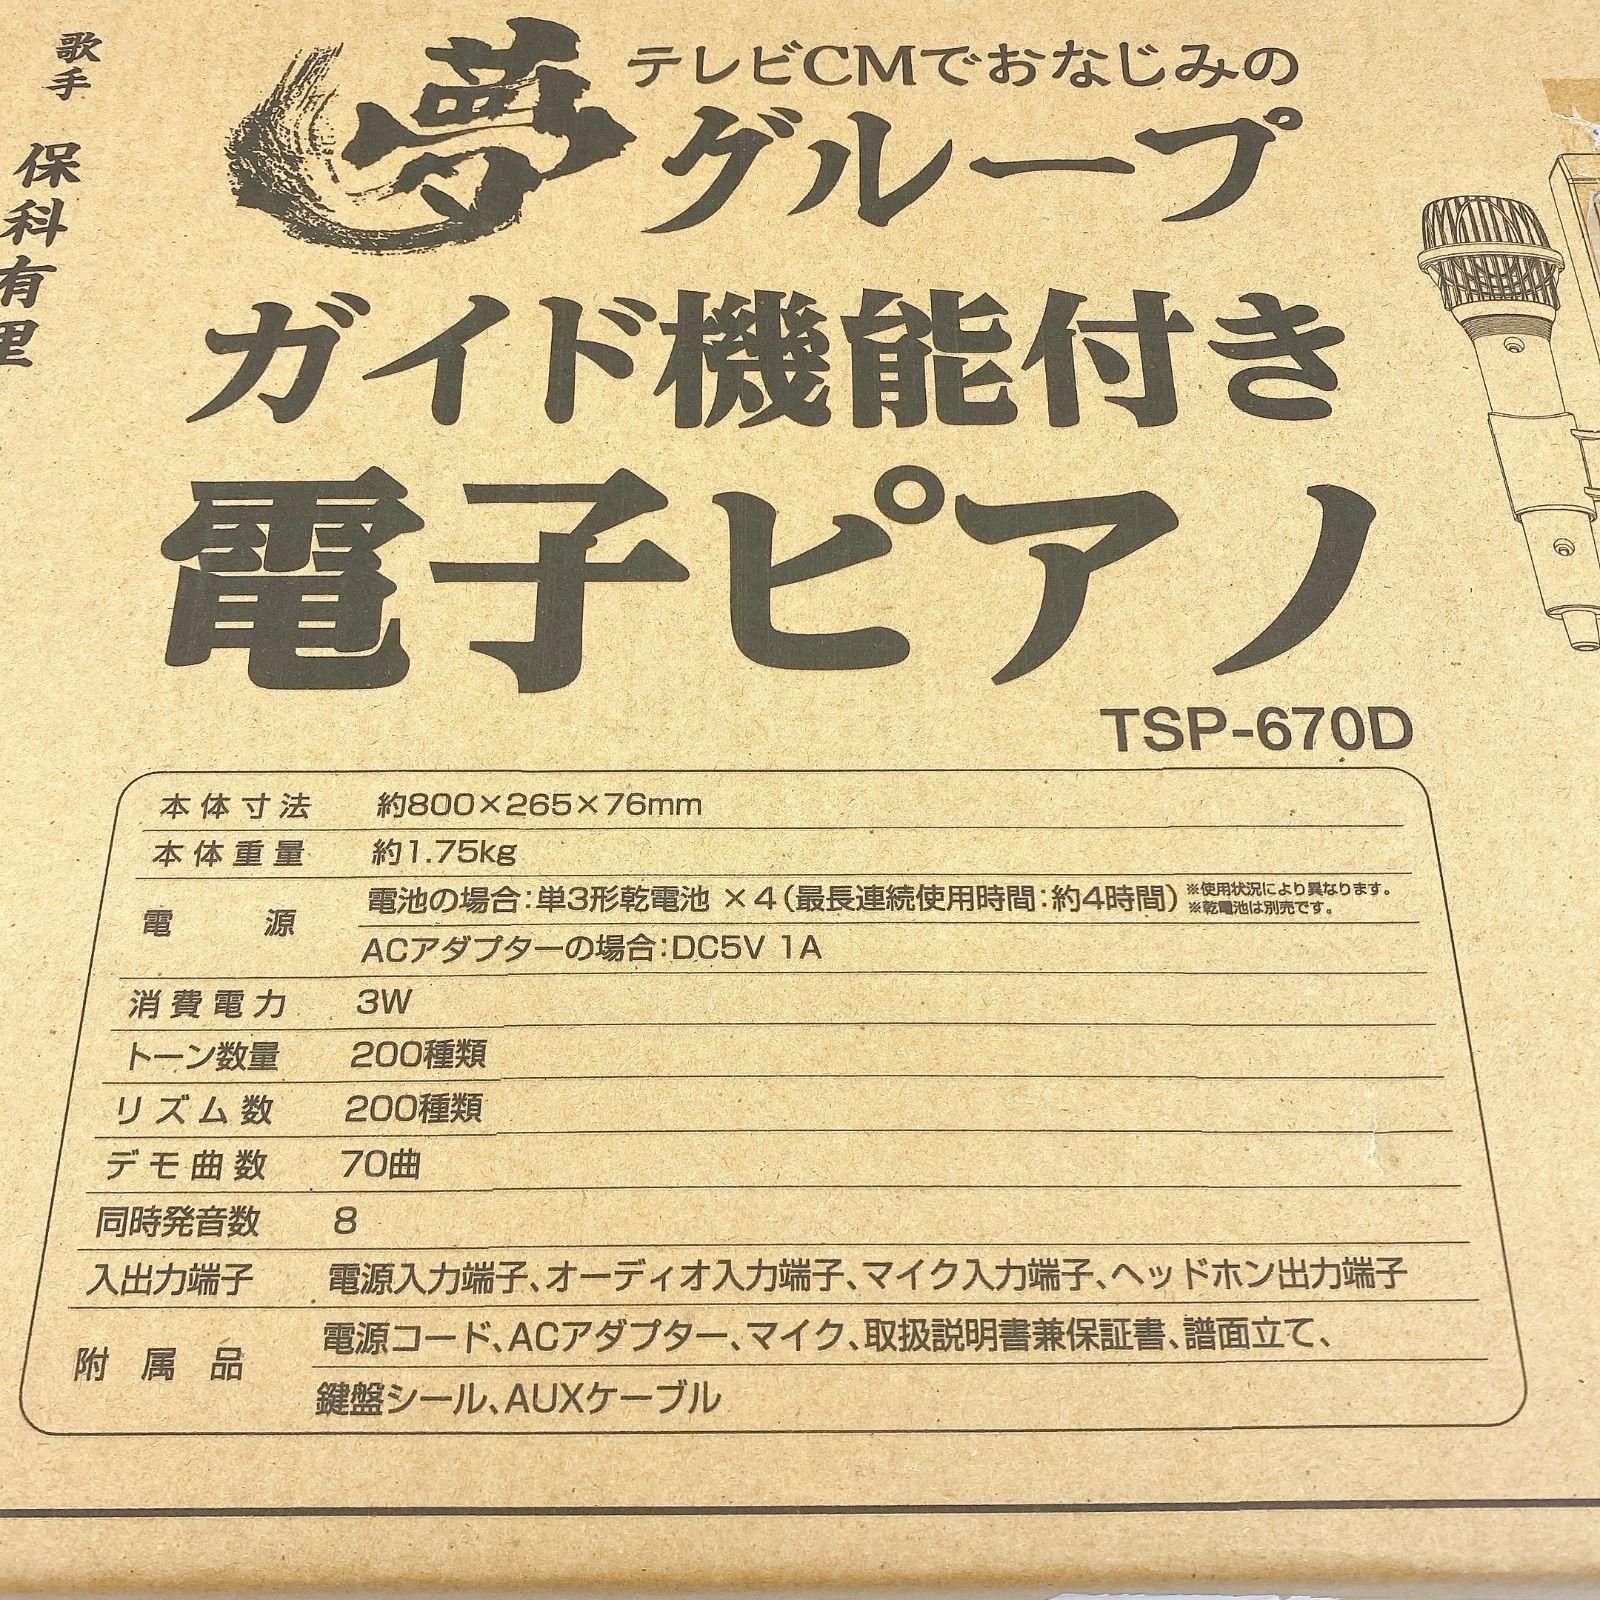 歌手 保科有里
テレビCMでおなじみの
夢グループ
ガイド機能付き
電子ピアノ
TSP-670D
本体寸法 約800×265×76mm
本体重量 約1.75kg
電源 電池の場合:単3形乾電池 ×4(最長連続使用時間:約4時間)
※使用状況により異なります。
※乾電池は別売です。
ACアダプターの場合:DC5V 1A
消費電力 3W
トーン数量 200種類
リズム数 200種類
デモ曲数 70曲
同時発音数 8
入出力端子 電源入力端子、オーディオ入力端子、マイク入力端子、ヘッドホン出力端子
附属品 電源コード、ACアダプター、マイク、取扱説明書兼保証書、譜面立て、
鍵盤シール、AUXケーブル